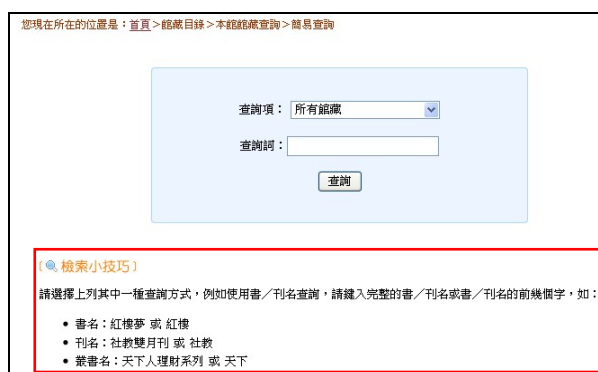 您現在所在的位置是：首頁>館藏目錄>本館館藏查詢>簡易查詢
查詢項： 所有館藏
查詢詞：
查詢
［檢索小技巧］
請選擇上列其中一種查詢方式，例如使用書／刊名查詢，請鍵入完整的書／刊名或書／刊名的前幾個字，如：
• 書名：紅樓夢 或 紅樓
• 刊名：社教雙月刊 或 社教
• 叢書名：天下人理財系列 或 天下